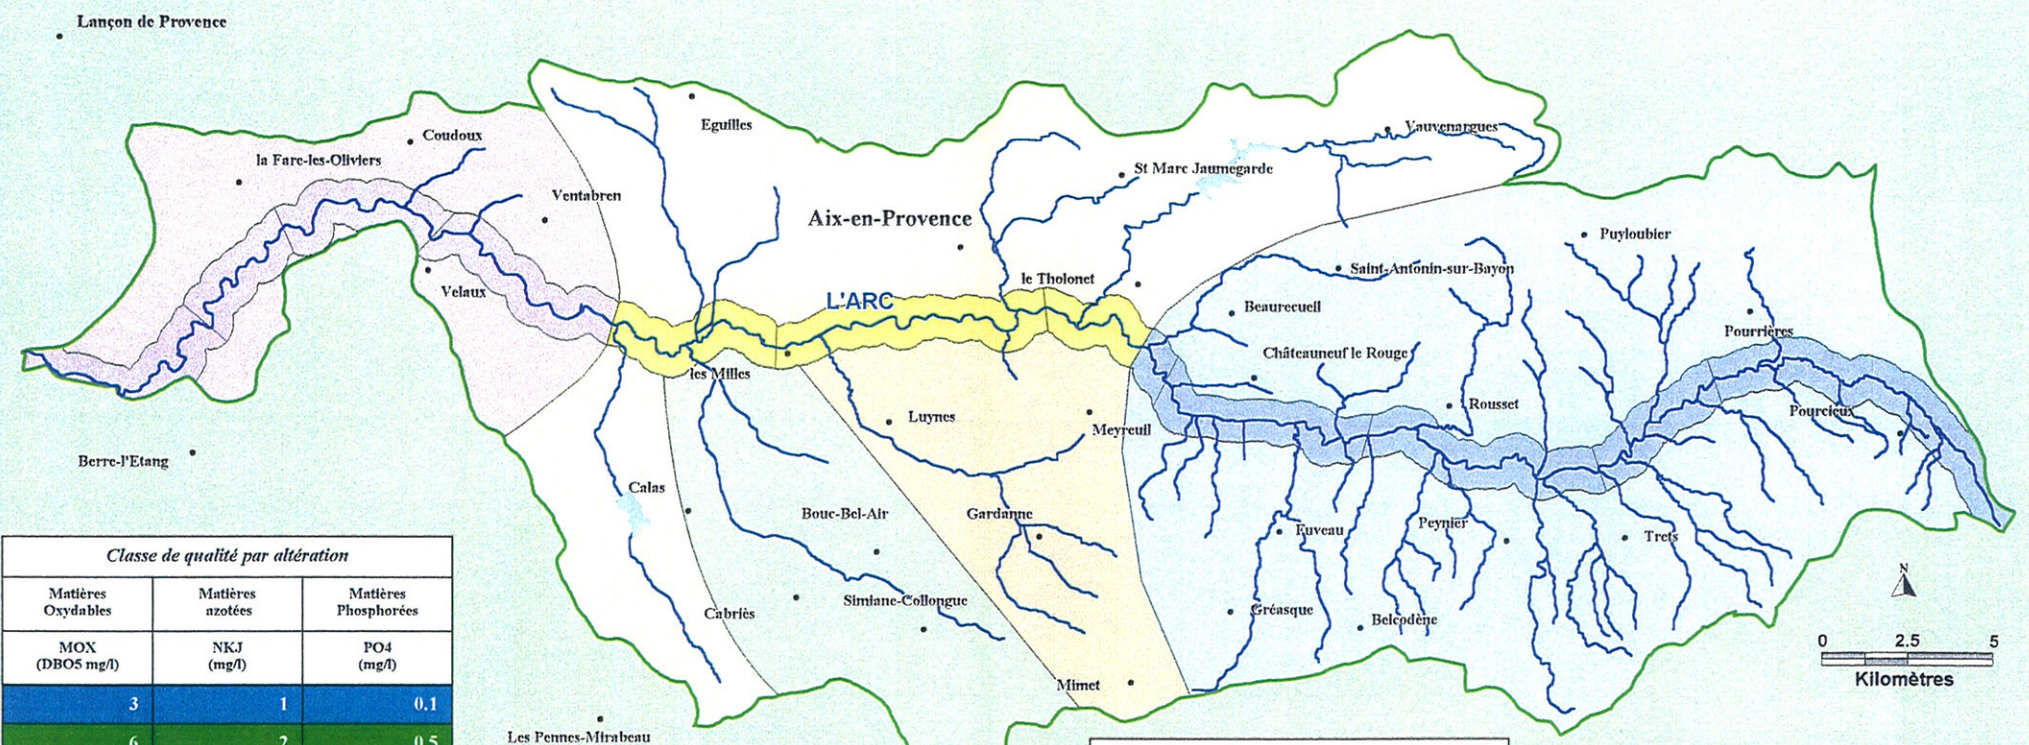 Lançon de Provence
Coudoux
la Fare-les-Oliviers
Ventabren
Velaux
Berre-l'Etang
Eguilles
Aix-en-Provence
St Marc Jaumegarde
Vauvenargues
le Tholonet
L'ARC
les Milles
Luynes
Meyreuil
Calas
Bouc-Bel-Air
Gardanne
Cabriès
Simiane-Collongue
Mimet
Les Pennes-Mirabeau
Puyloubier
Saint-Antonin-sur-Bayon
Beaurecueil
Châteauneuf le Rouge
Rousset
Pourrières
Pourcieux
Fuveau
Peynier
Trets
Gréasque
Belcodène
N
0 2.5 5
Kilomètres
Classe de qualité par altération
Matières Oxydables
Matières azotées
Matières Phosphorées
MOX (DBO5 mg/l)
NKJ (mg/l)
PO4 (mg/l)
3 1 0.1
6 2 0.5